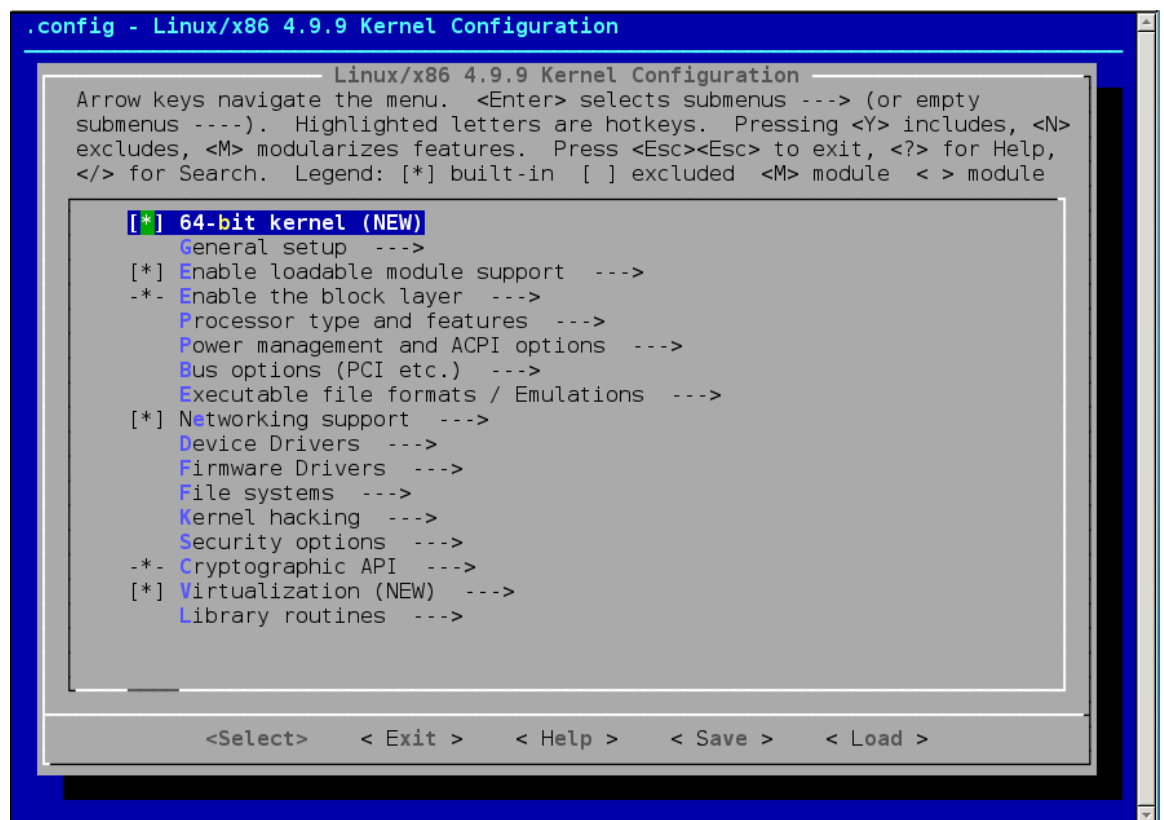 .config - Linux/x86 4.9.9 Kernel Configuration
Linux/x86 4.9.9 Kernel Configuration
Arrow keys navigate the menu.  <Enter> selects submenus ---> (or empty
submenus ----).  Highlighted letters are hotkeys.  Pressing <Y> includes, <N>
excludes, <M> modularizes features.  Press <Esc><Esc> to exit, <?> for Help,
</> for Search.  Legend: [*] built-in  [ ] excluded  <M> module  < > module
[*] 64-bit kernel (NEW)
General setup  --->
[*] Enable loadable module support  --->
-*- Enable the block layer  --->
Processor type and features  --->
Power management and ACPI options  --->
Bus options (PCI etc.)  --->
Executable file formats / Emulations  --->
[*] Networking support  --->
Device Drivers  --->
Firmware Drivers  --->
File systems  --->
Kernel hacking  --->
Security options  --->
-*- Cryptographic API  --->
[*] Virtualization (NEW)  --->
Library routines  --->
<Select>    < Exit >    < Help >    < Save >    < Load >